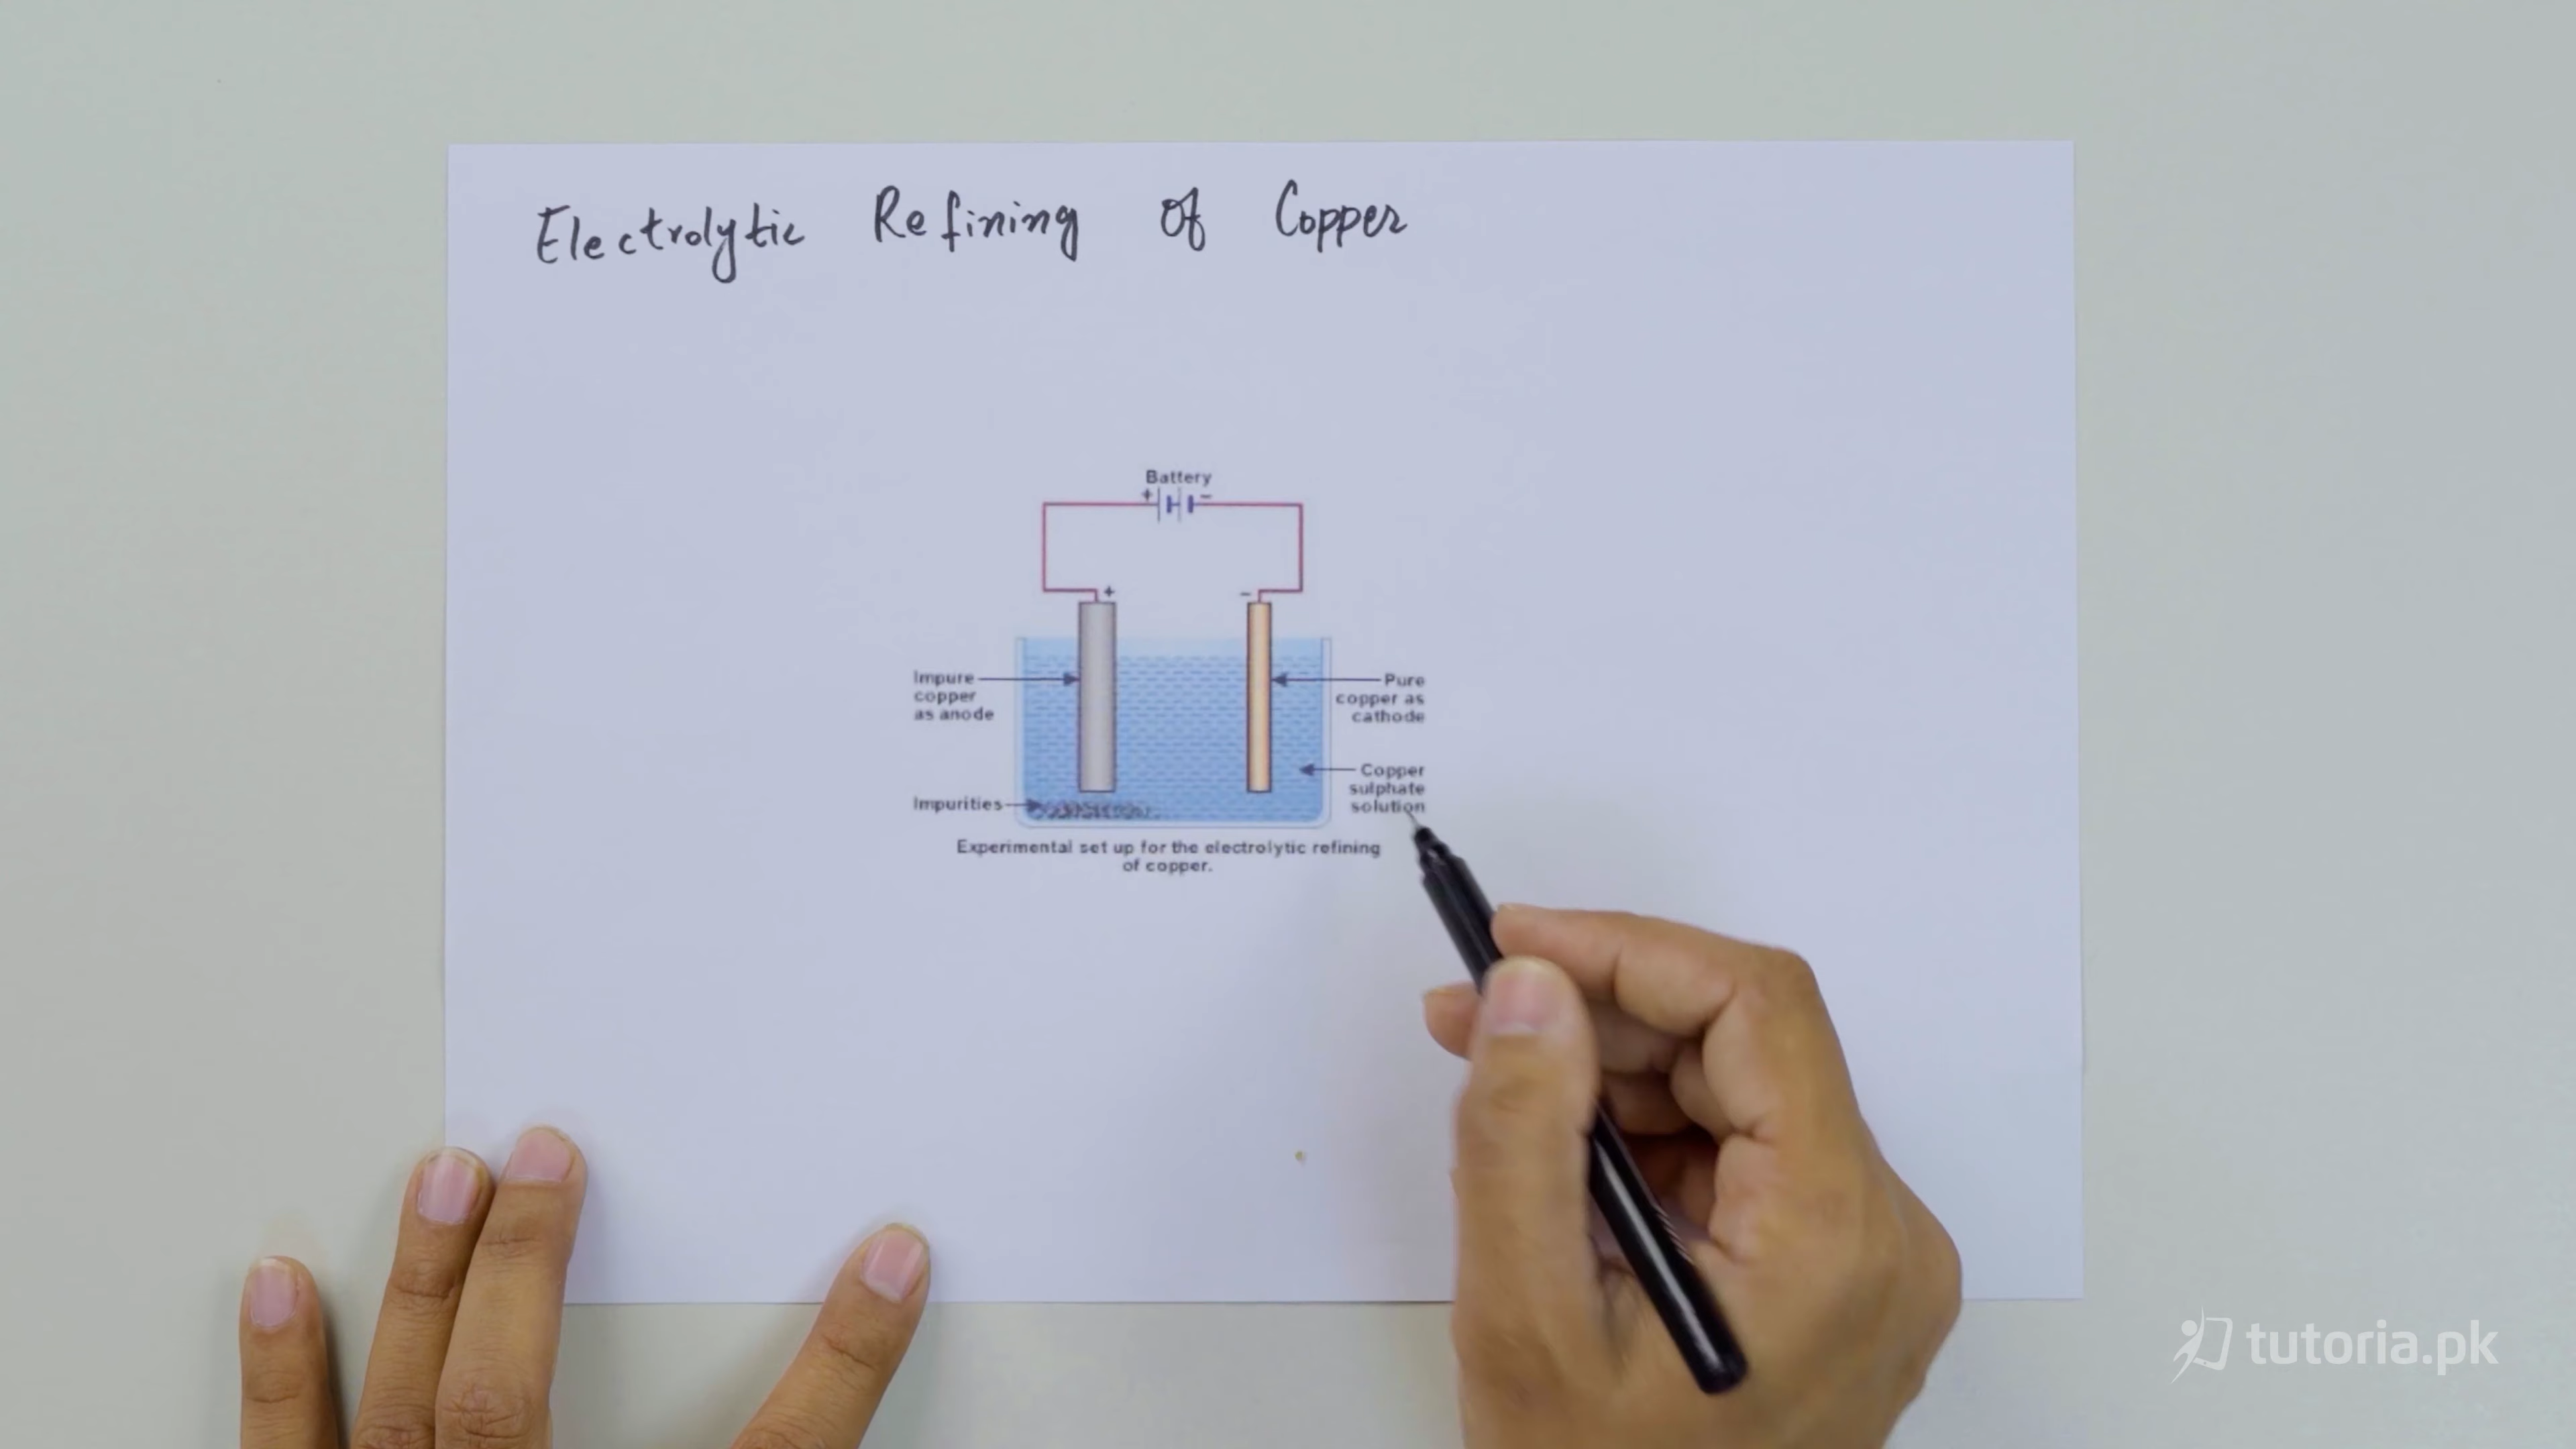 Electrolytic Refining Of Copper
Battery
+ −
+ −
Impure
copper
as anode
Pure
copper as
cathode
Copper
sulphate
solution
Impurities
Experimental set up for the electrolytic refining
of copper.
tutoria.pk